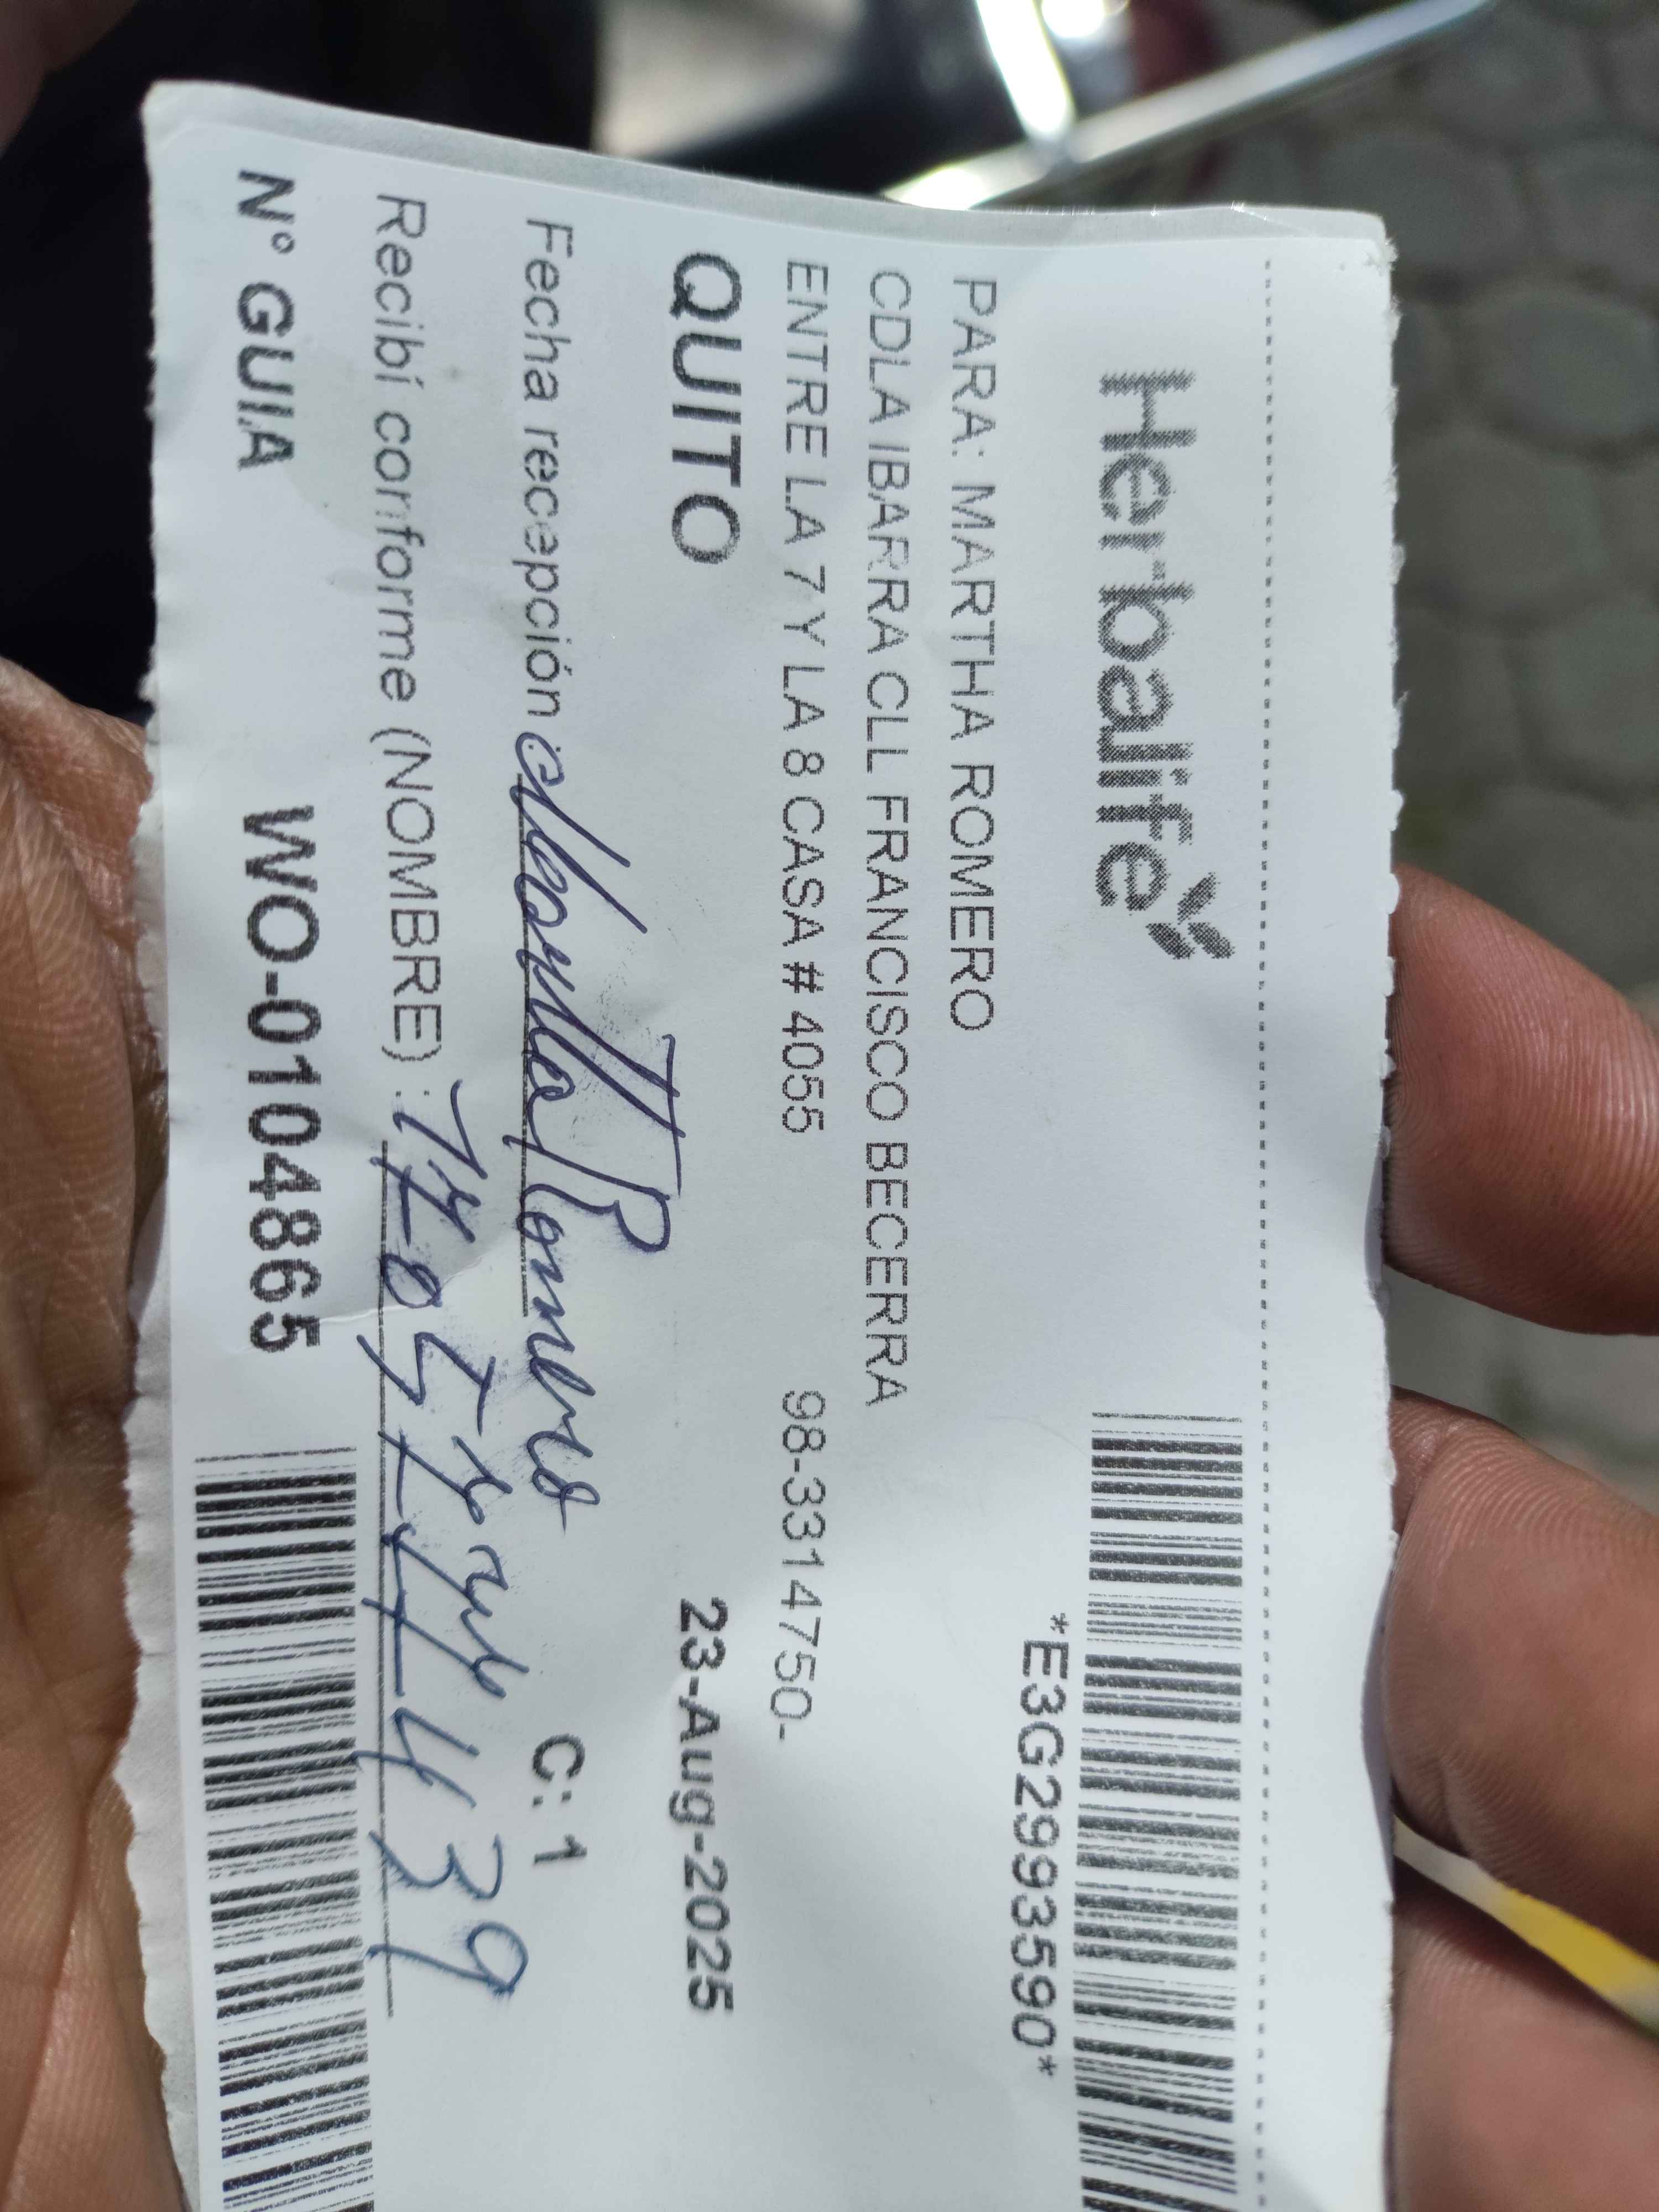 Herbalife
*E3G2993590*
PARA: MARTHA ROMERO
CDLA IBARRA CLL FRANCISCO BECERRA
ENTRE LA 7 Y LA 8 CASA # 4055 98-3314750-
QUITO 23-Aug-2025
Fecha recepción Romero C: 1
Recibí conforme (NOMBRE) :
N° GUIA WO-0104865